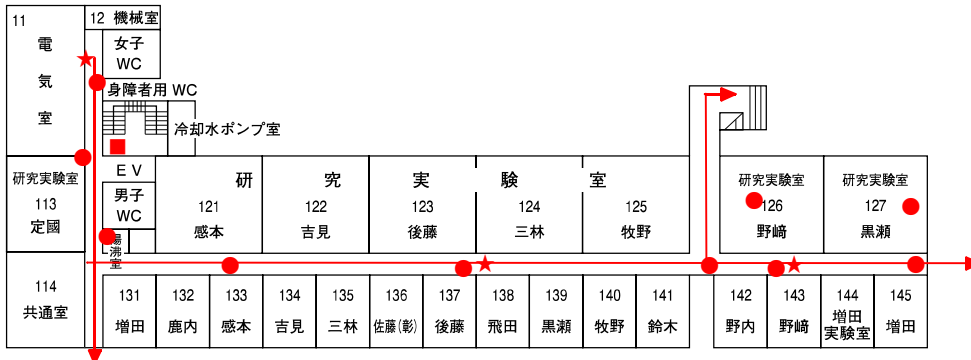 11
電
気
室
12 機械室
女子
WC
身障者用 WC
冷却水ポンプ室
EV
男子
WC
湯沸室
研究実験室
113
定國
114
共通室
研究実験室
121
感本
122
吉見
123
後藤
124
三林
125
牧野
研究実験室
126
野﨑
研究実験室
127
黒瀬
131
増田
132
鹿内
133
感本
134
吉見
135
三林
136
佐藤(彰)
137
後藤
138
飛田
139
黒瀬
140
牧野
141
鈴木
142
野内
143
野﨑
144
増田
実験室
145
増田